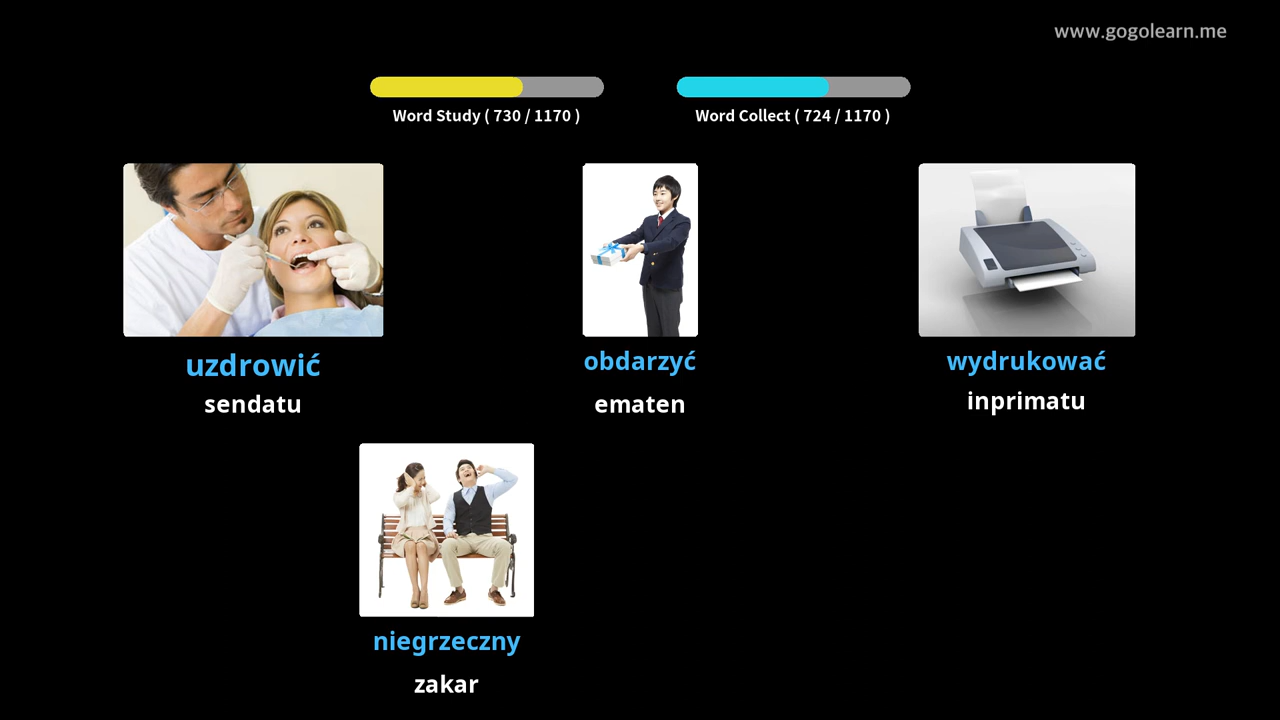 www.gogolearn.me
Word Study ( 730 / 1170 )
Word Collect ( 724 / 1170 )
uzdrowić
sendatu
obdarzyć
ematen
wydrukować
inprimatu
niegrzeczny
zakar